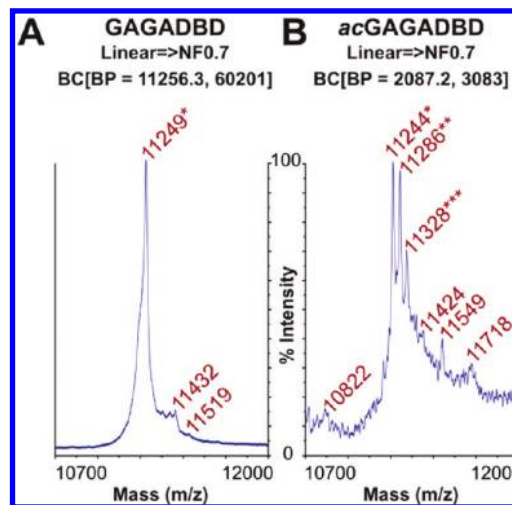 A GAGADBD
Linear=>NF0.7
BC[BP = 11256.3, 60201]
11249*
11432
11519
10700 12000
Mass (m/z)
B acGAGADBD
Linear=>NF0.7
BC[BP = 2087.2, 3083]
100
% Intensity
0
11244*
11286**
11328***
11424
11549
11718
10822
10700 1200
Mass (m/z)